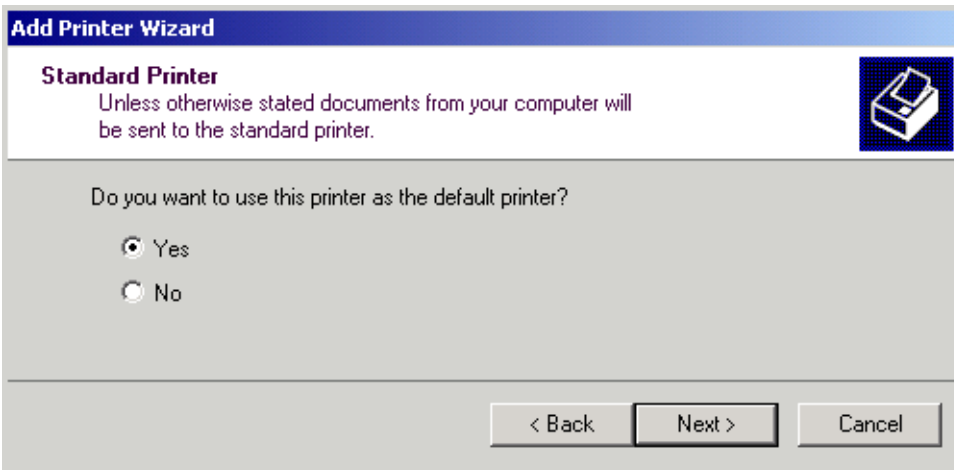 Add Printer Wizard
Standard Printer
Unless otherwise stated documents from your computer will
be sent to the standard printer.
Do you want to use this printer as the default printer?
Yes
No
< Back
Next >
Cancel